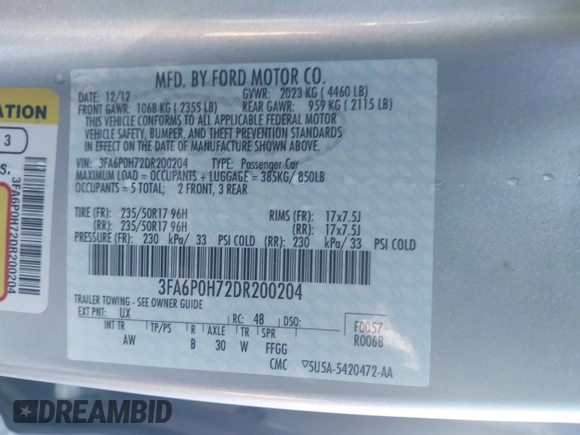 MFD. BY FORD MOTOR CO.
DATE: 12/12 GVWR: 2023 KG ( 4460 LB)
FRONT GAWR: 1068 KG ( 2355 LB) REAR GAWR: 959 KG ( 2115 LB)
THIS VEHICLE CONFORMS TO ALL APPLICABLE FEDERAL MOTOR
VEHICLE SAFETY, BUMPER, AND THEFT PREVENTION STANDARDS
IN EFFECT ON THE DATE OF MANUFACTURE SHOWN ABOVE.
VIN: 3FA6P0H72DR200204 TYPE: Passenger Car
MAXIMUM LOAD = OCCUPANTS + LUGGAGE = 385KG/ 850LB
OCCUPANTS = 5 TOTAL; 2 FRONT, 3 REAR
TIRE (FR): 235/50R17 96H RIMS (FR): 17x7.5J
(RR): 235/50R17 96H (RR): 17x7.5J
PRESSURE (FR): 230 kPa/ 33 PSI COLD (RR): 230 kPa/ 33 PSI COLD
3FA6P0H72DR200204
TRAILER TOWING - SEE OWNER GUIDE
EXT PNT: UX RC: 48 DSO: F0057
INT TR TP/PS R AXLE TR SPR R0068
AW B 30 W FFGG
CMC 5U5A-5420472-AA
ATION
3
S.
3FA6P0H72DR200204
DREAMBID